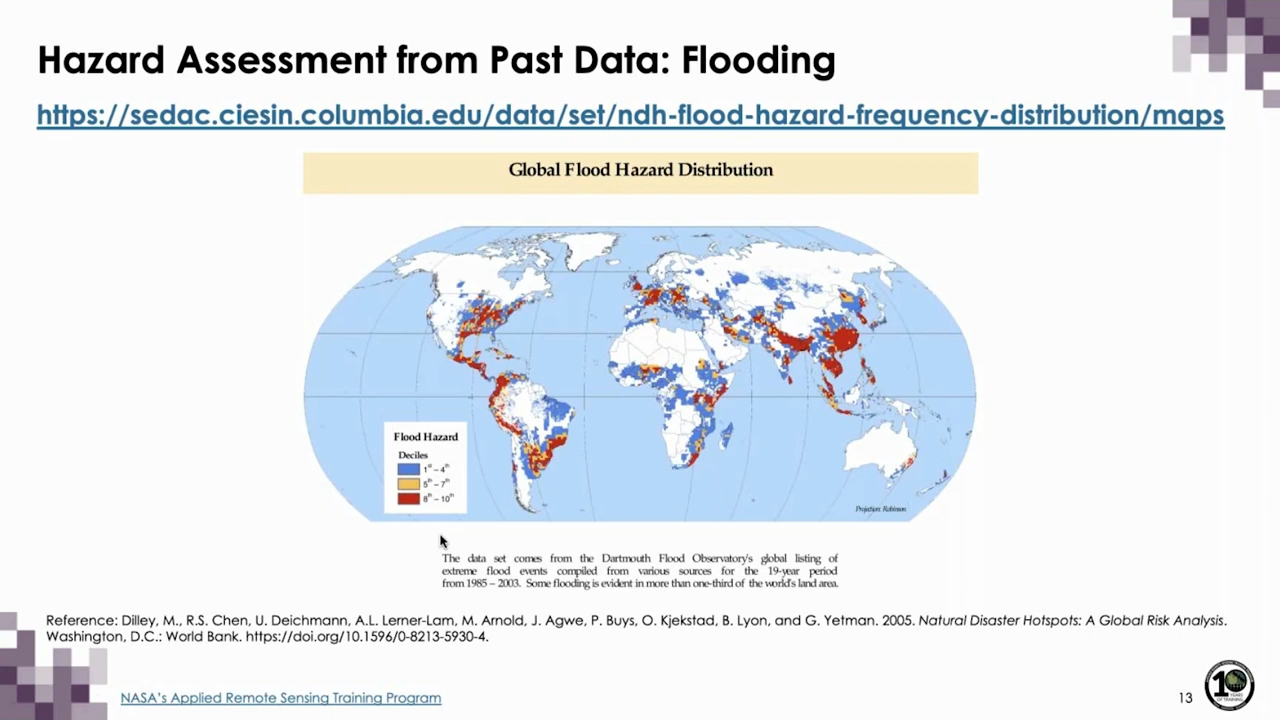 Hazard Assessment from Past Data: Flooding
https://sedac.ciesin.columbia.edu/data/set/ndh-flood-hazard-frequency-distribution/maps
Global Flood Hazard Distribution
Flood Hazard
Deciles
1st – 4th
5th – 7th
8th – 10th
Projection: Robinson
The data set comes from the Dartmouth Flood Observatory's global listing of
extreme flood events compiled from various sources for the 19-year period
from 1985 – 2003. Some flooding is evident in more than one-third of the world's land area.
Reference: Dilley, M., R.S. Chen, U. Deichmann, A.L. Lerner-Lam, M. Arnold, J. Agwe, P. Buys, O. Kjekstad, B. Lyon, and G. Yetman. 2005. Natural Disaster Hotspots: A Global Risk Analysis.
Washington, D.C.: World Bank. https://doi.org/10.1596/0-8213-5930-4.
NASA's Applied Remote Sensing Training Program
13
10
YEARS
OF TRAINING